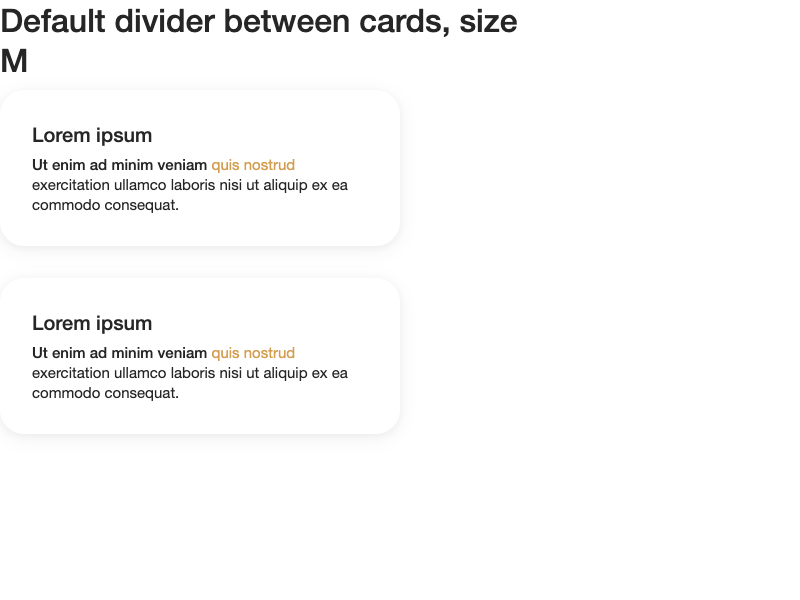 Default divider between cards, size
M
Lorem ipsum
Ut enim ad minim veniam quis nostrud
exercitation ullamco laboris nisi ut aliquip ex ea
commodo consequat.
Lorem ipsum
Ut enim ad minim veniam quis nostrud
exercitation ullamco laboris nisi ut aliquip ex ea
commodo consequat.